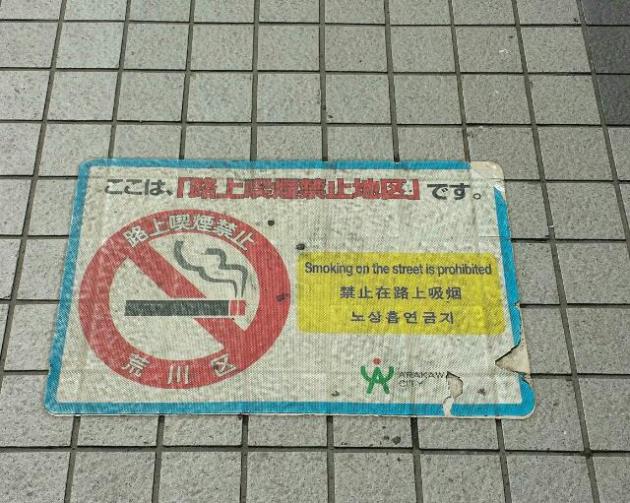 ここは、「路上喫煙禁止地区」です。
路上喫煙禁止
荒川区
Smoking on the street is prohibited
禁止在路上吸烟
노상흡연금지
ARAKAWA
CITY